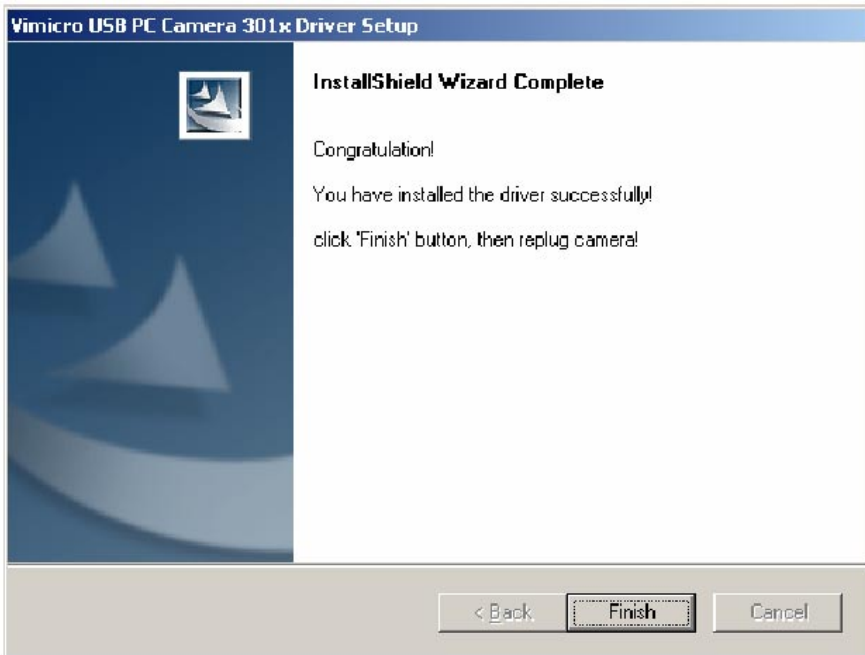 Vimicro USB PC Camera 301x Driver Setup
InstallShield Wizard Complete
Congratulation!
You have installed the driver successfully!
click 'Finish' button, then replug camera!
< Back
Finish
Cancel